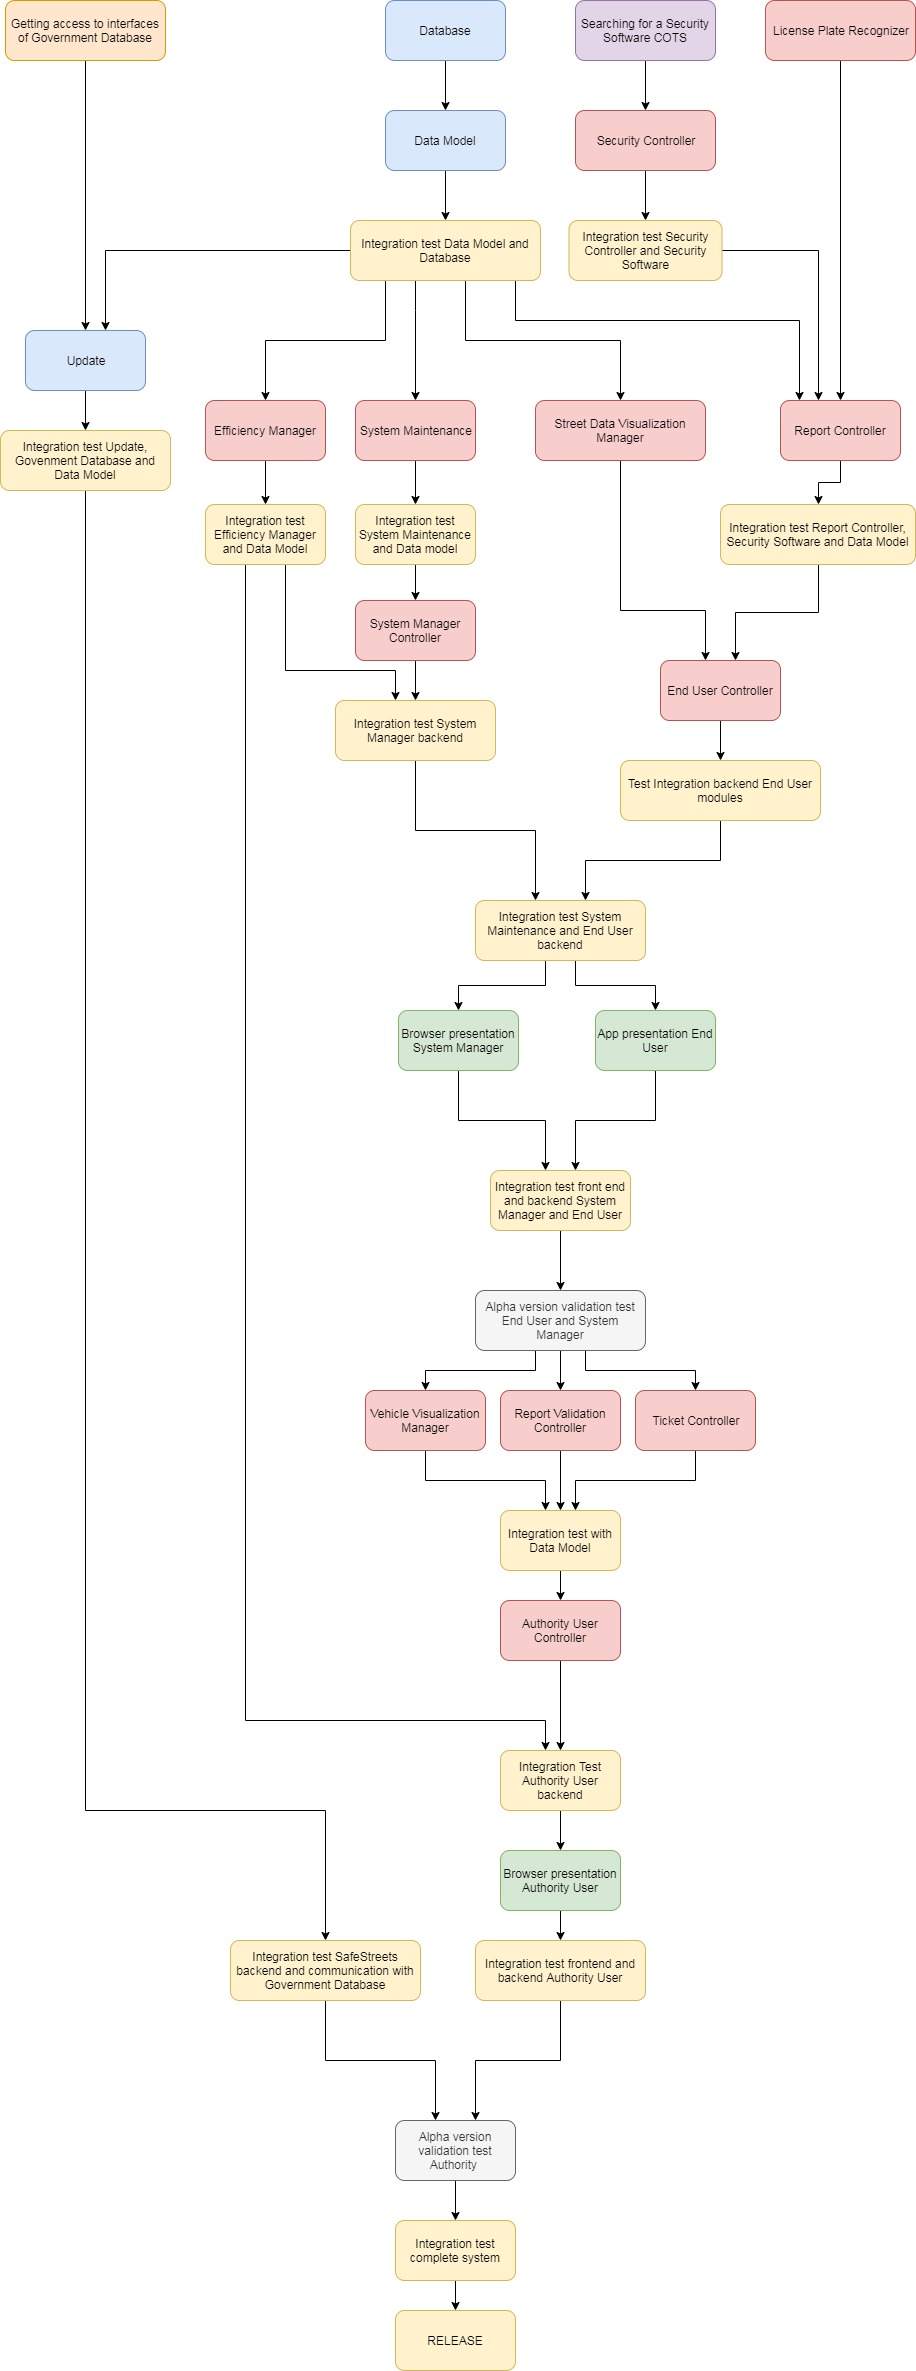 Getting access to interfaces
of Government Database
Database
Searching for a Security
Software COTS
License Plate Recognizer
Data Model
Security Controller
Integration test Data Model and
Database
Integration test Security
Controller and Security
Software
Update
Efficiency Manager
System Maintenance
Street Data Visualization
Manager
Report Controller
Integration test Update,
Govenment Database and
Data Model
Integration test
Efficiency Manager
and Data Model
Integration test
System Maintenance
and Data model
Integration test Report Controller,
Security Software and Data Model
System Manager
Controller
End User Controller
Integration test System
Manager backend
Test Integration backend End User
modules
Integration test System
Maintenance and End User
backend
Browser presentation
System Manager
App presentation End
User
Integration test front end
and backend System
Manager and End User
Alpha version validation test
End User and System
Manager
Vehicle Visualization
Manager
Report Validation
Controller
Ticket Controller
Integration test with
Data Model
Authority User
Controller
Integration Test
Authority User
backend
Browser presentation
Authority User
Integration test SafeStreets
backend and communication with
Government Database
Integration test frontend and
backend Authority User
Alpha version
validation test
Authority
Integration test
complete system
RELEASE